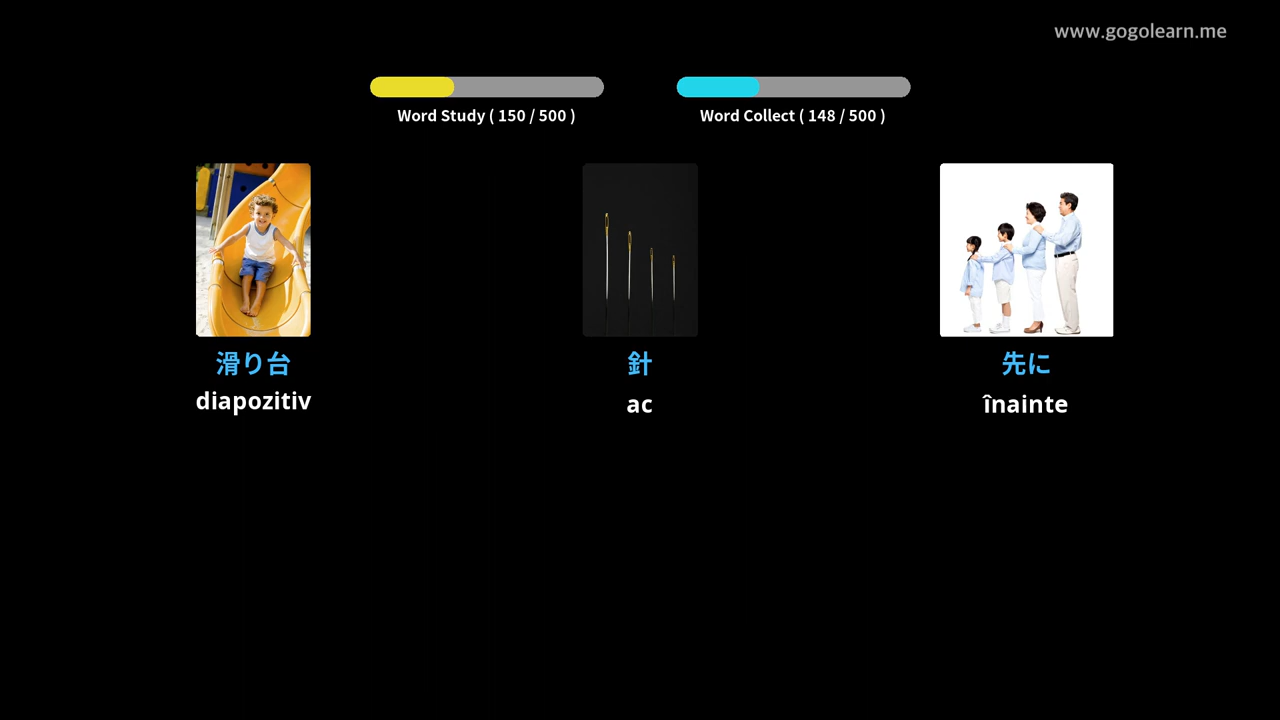 www.gogolearn.me
Word Study ( 150 / 500 )
Word Collect ( 148 / 500 )
滑り台
diapozitiv
針
ac
先に
înainte